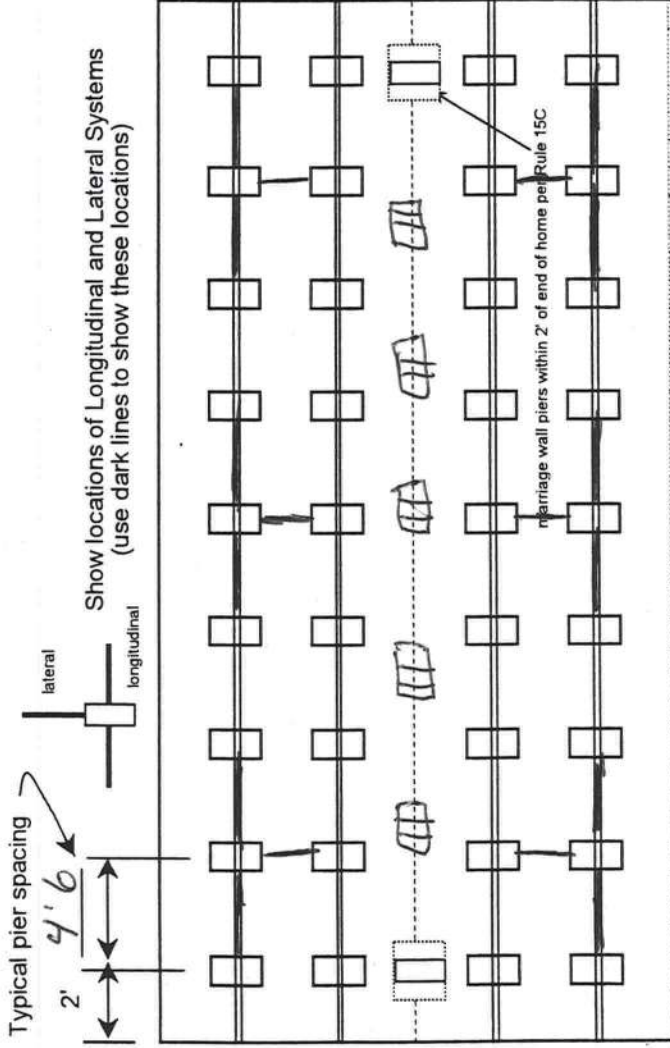 Typical pier spacing
2'
4' 6
lateral
longitudinal
Show locations of Longitudinal and Lateral Systems
(use dark lines to show these locations)
marriage wall piers within 2' of end of home per Rule 15C